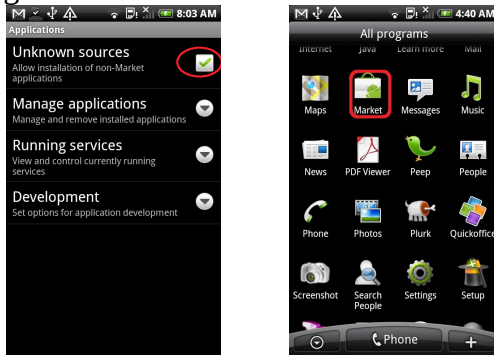 8:03 AM
Applications
Unknown sources
Allow installation of non-Market
applications
Manage applications
Manage and remove installed applications
Running services
View and control currently running
services
Development
Set options for application development
4:40 AM
All programs
Internet Java Learn more Mail
Maps Market Messages Music
News PDF Viewer Peep People
Phone Photos Plurk Quickoffice
Screenshot Search People Settings Setup
Phone